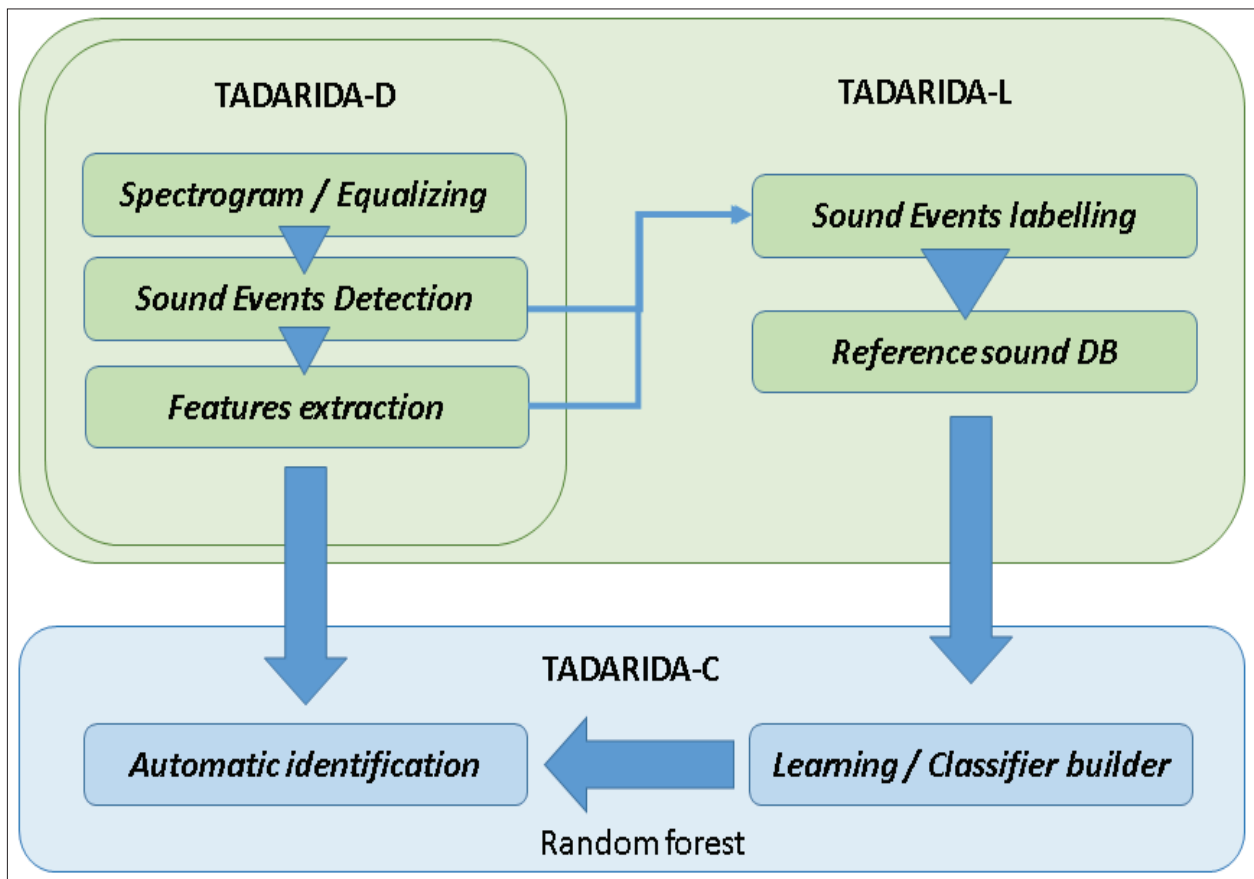 TADARIDA-D
Spectrogram / Equalizing
Sound Events Detection
Features extraction
TADARIDA-L
Sound Events labelling
Reference sound DB
TADARIDA-C
Automatic identification
Learning / Classifier builder
Random forest